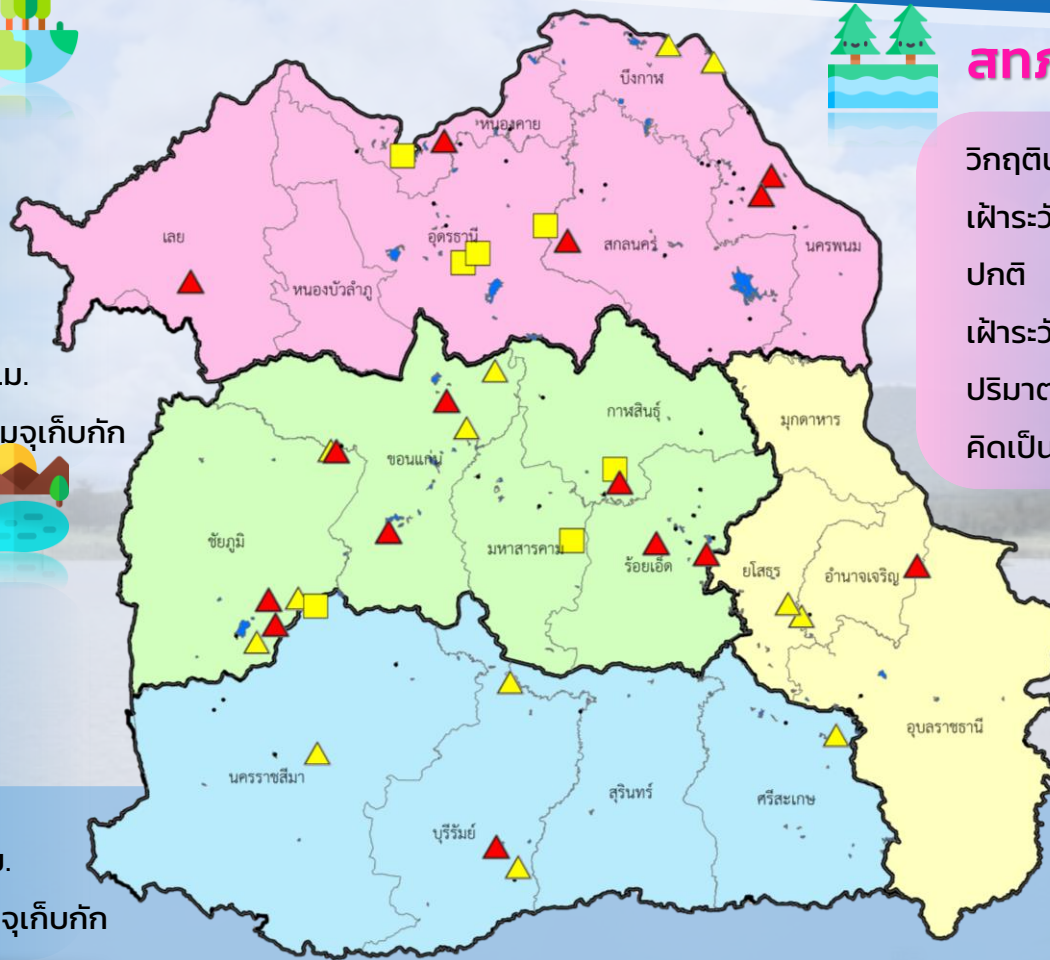 สทภ
วิกฤติ
เฝ้าระวั
ปกติ
เฝ้าระวั
ปริมาต
คิดเป็น
.ม.
มจุเก็บกัก
จุเก็บกัก
บึงกาฬ
หนองคาย
เลย
อุดรธานี
สกลนคร
นครพนม
หนองบัวลำภู
กาฬสินธุ์
มุกดาหาร
ขอนแก่น
ชัยภูมิ
มหาสารคาม
ร้อยเอ็ด
ยโสธร
อำนาจเจริญ
อุบลราชธานี
นครราชสีมา
บุรีรัมย์
สุรินทร์
ศรีสะเกษ